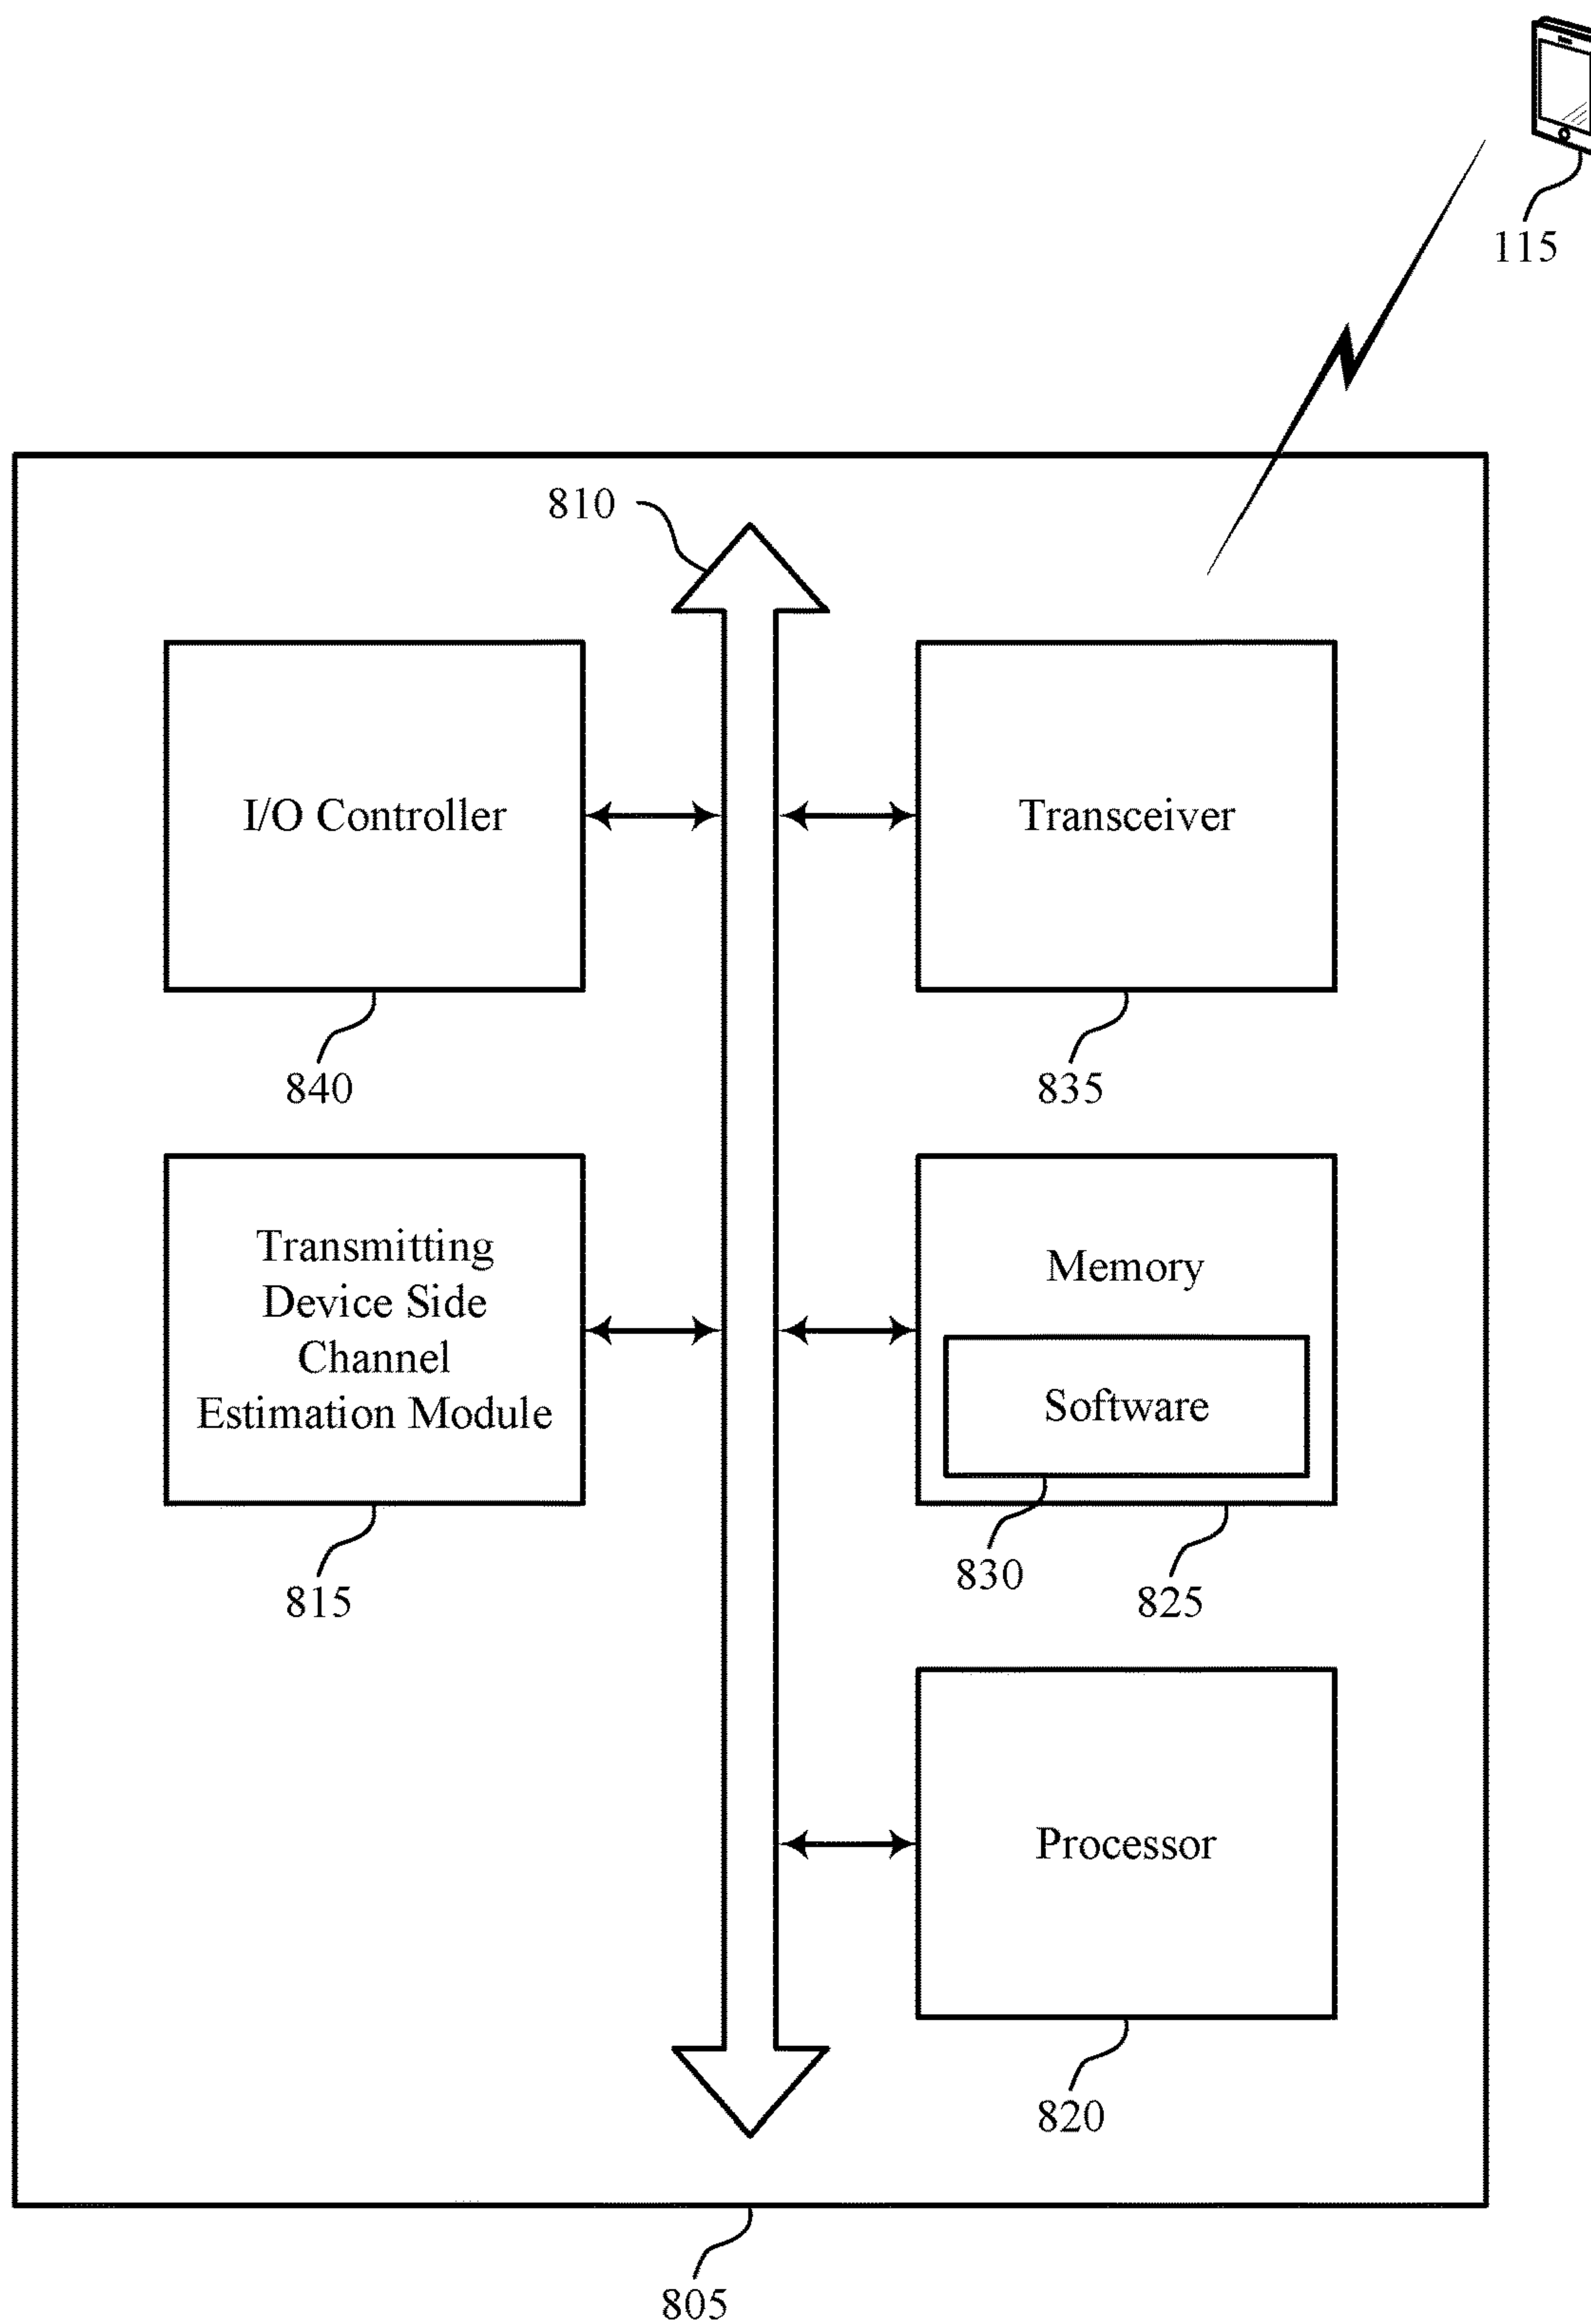 115
810
I/O Controller
Transceiver
840
835
Transmitting
Device Side
Channel
Estimation Module
Memory
Software
830
825
815
Processor
820
805